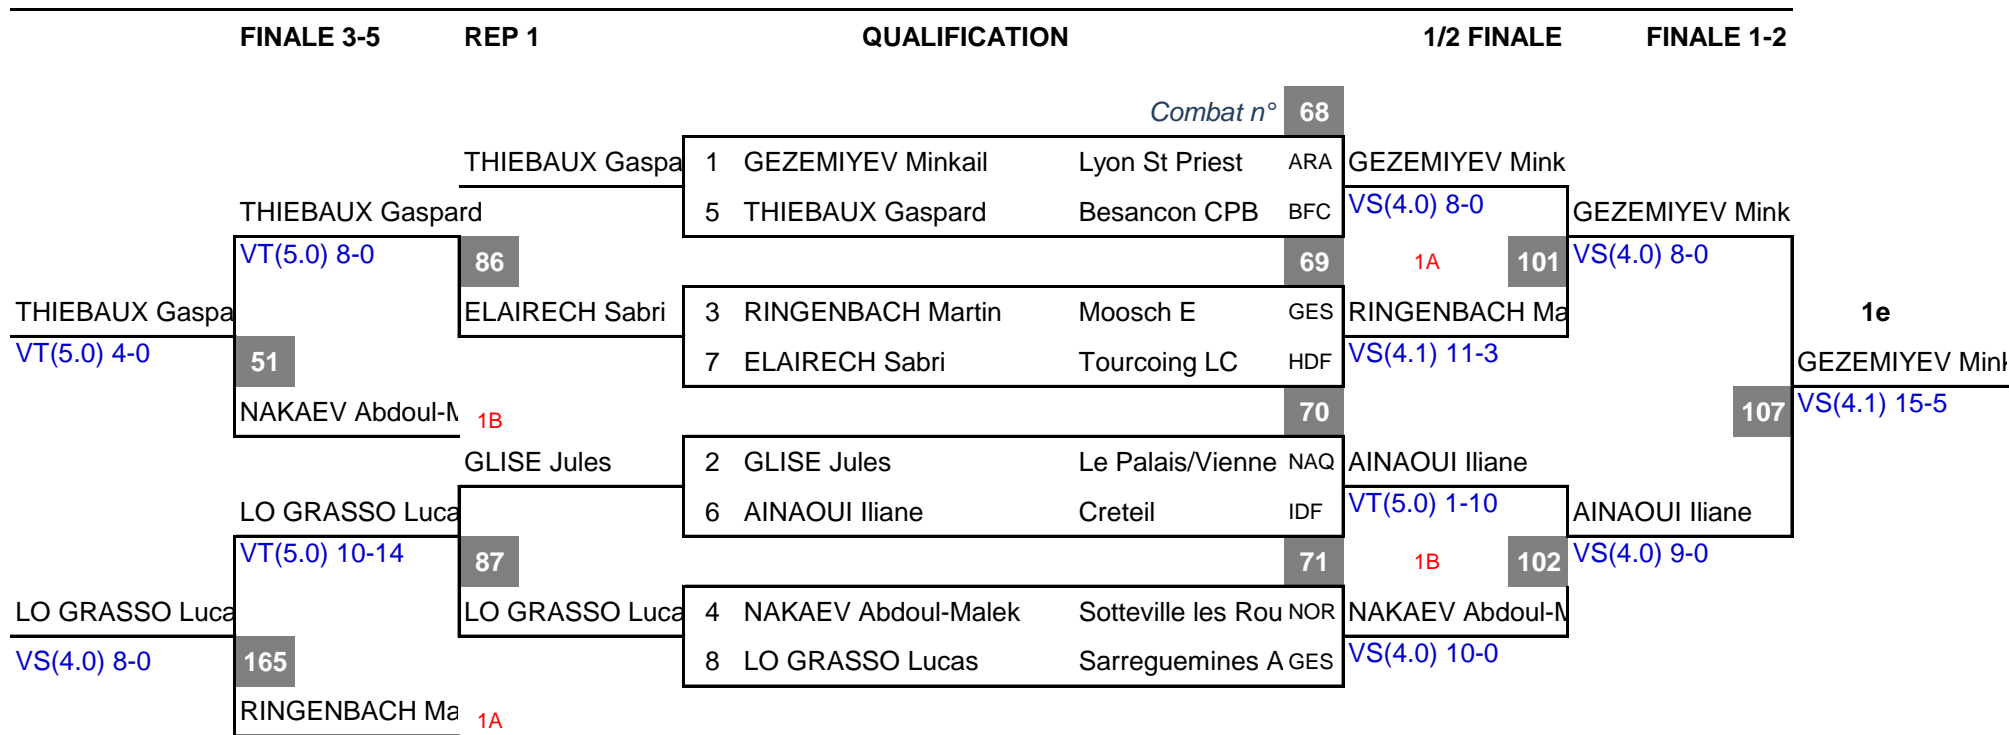 FINALE 3-5 REP 1 QUALIFICATION 1/2 FINALE FINALE 1-2
Combat n° 68
THIEBAUX Gaspa 1 GEZEMIYEV Minkail Lyon St Priest ARA GEZEMIYEV Mink
THIEBAUX Gaspard 5 THIEBAUX Gaspard Besancon CPB BFC VS(4.0) 8-0 GEZEMIYEV Mink
VT(5.0) 8-0 86 69 1A 101 VS(4.0) 8-0
THIEBAUX Gaspa ELAIRECH Sabri 3 RINGENBACH Martin Moosch E GES RINGENBACH Ma 1e
VT(5.0) 4-0 51 7 ELAIRECH Sabri Tourcoing LC HDF VS(4.1) 11-3 GEZEMIYEV Mink
NAKAEV Abdoul-M 1B 70 107 VS(4.1) 15-5
GLISE Jules 2 GLISE Jules Le Palais/Vienne NAQ AINAOUI Iliane
LO GRASSO Luca 6 AINAOUI Iliane Creteil IDF VT(5.0) 1-10 AINAOUI Iliane
VT(5.0) 10-14 87 71 1B 102 VS(4.0) 9-0
LO GRASSO Luca LO GRASSO Luca 4 NAKAEV Abdoul-Malek Sotteville les Rou NOR NAKAEV Abdoul-M
VS(4.0) 8-0 165 8 LO GRASSO Lucas Sarreguemines A GES VS(4.0) 10-0
RINGENBACH Ma 1A